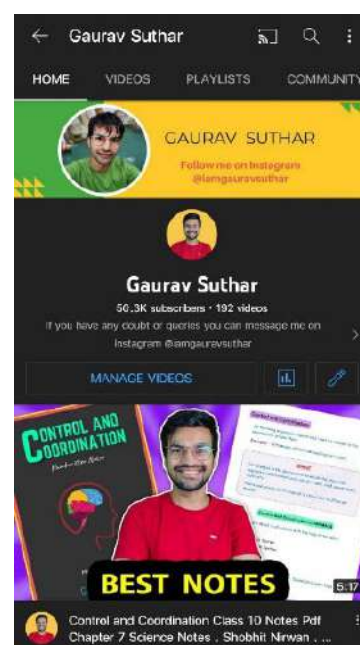 Gaurav Suthar
HOME VIDEOS PLAYLISTS COMMUNITY
GAURAV SUTHAR
Follow me on Instagram
@iamgauravsuthar
Gaurav Suthar
50.3K subscribers · 192 videos
If you have any doubt or queries you can message me on
Instagram @iamgauravsuthar
MANAGE VIDEOS
CONTROL AND
COORDINATION
Handwritten Notes
BEST NOTES
5:17
Control and Coordination Class 10 Notes Pdf
Chapter 7 Science Notes . Shobhit Nirwan . ...